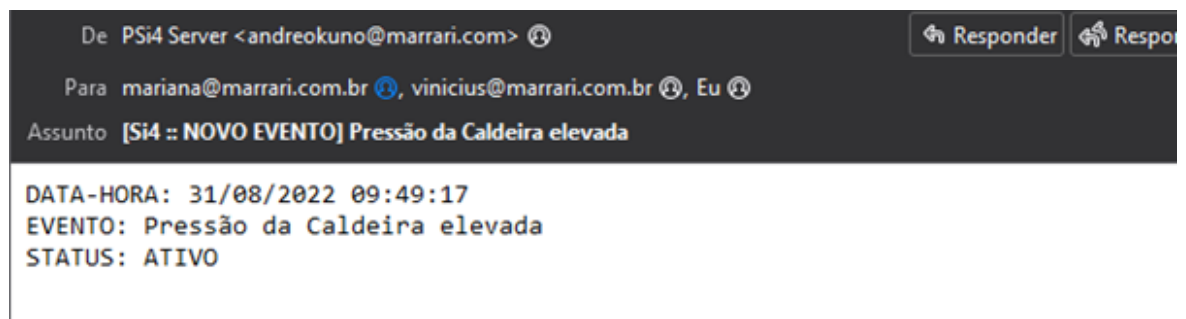 De PSi4 Server <andreokuno@marrari.com> Responder
Para mariana@marrari.com.br, vinicius@marrari.com.br, Eu
Assunto [Si4 :: NOVO EVENTO] Pressão da Caldeira elevada
DATA-HORA: 31/08/2022 09:49:17
EVENTO: Pressão da Caldeira elevada
STATUS: ATIVO